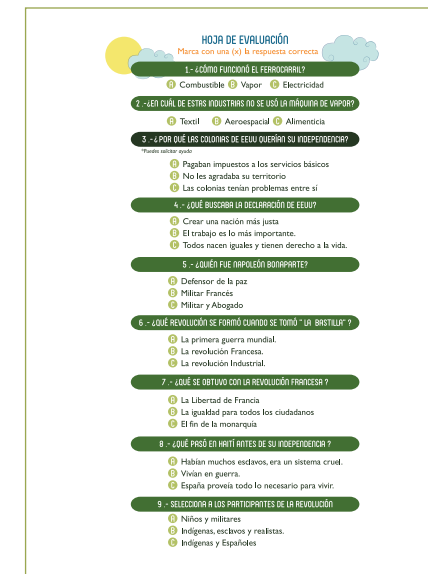 HOJA DE EVALUACIÓN
Marca con una (x) la respuesta correcta
1.- ¿CÓMO FUNCIONÓ EL FERROCARRIL?
A Combustible B Vapor C Electricidad
2 .-¿EN CUÁL DE ESTAS INDUSTRIAS NO SE USÓ LA MÁQUINA DE VAPOR?
A Textil B Aeroespacial C Alimenticia
3 .-¿POR QUÉ LAS COLONIAS DE EEUU QUERÍAN SU INDEPENDENCIA?
*Puedes solicitar ayuda
A Pagaban impuestos a los servicios básicos
B No les agradaba su territorio
C Las colonias tenían problemas entre sí
4 .- ¿QUÉ BUSCABA LA DECLARACIÓN DE EEUU?
A Crear una nación más justa
B El trabajo es lo más importante.
C Todos nacen iguales y tienen derecho a la vida.
5 .- ¿QUIÉN FUE NAPOLEÓN BONAPARTE?
A Defensor de la paz
B Militar Francés
C Militar y Abogado
6 .- ¿QUÉ REVOLUCIÓN SE FORMÓ CUANDO SE TOMÓ " LA BASTILLA" ?
A La primera guerra mundial.
B La revolución Francesa.
C La revolución Industrial.
7 .- ¿QUÉ SE OBTUVO CON LA REVOLUCIÓN FRANCESA ?
A La Libertad de Francia
B La igualdad para todos los ciudadanos
C El fin de la monarquía
8 .- ¿QUÉ PASÓ EN HAITÍ ANTES DE SU INDEPENDENCIA ?
A Habían muchos esclavos, era un sistema cruel.
B Vivían en guerra.
C España proveía todo lo necesario para vivir.
9 .- SELECCIONA A LOS PARTICIPANTES DE LA REVOLUCIÓN
A Niños y militares
B Indígenas, esclavos y realistas.
C Indígenas y Españoles